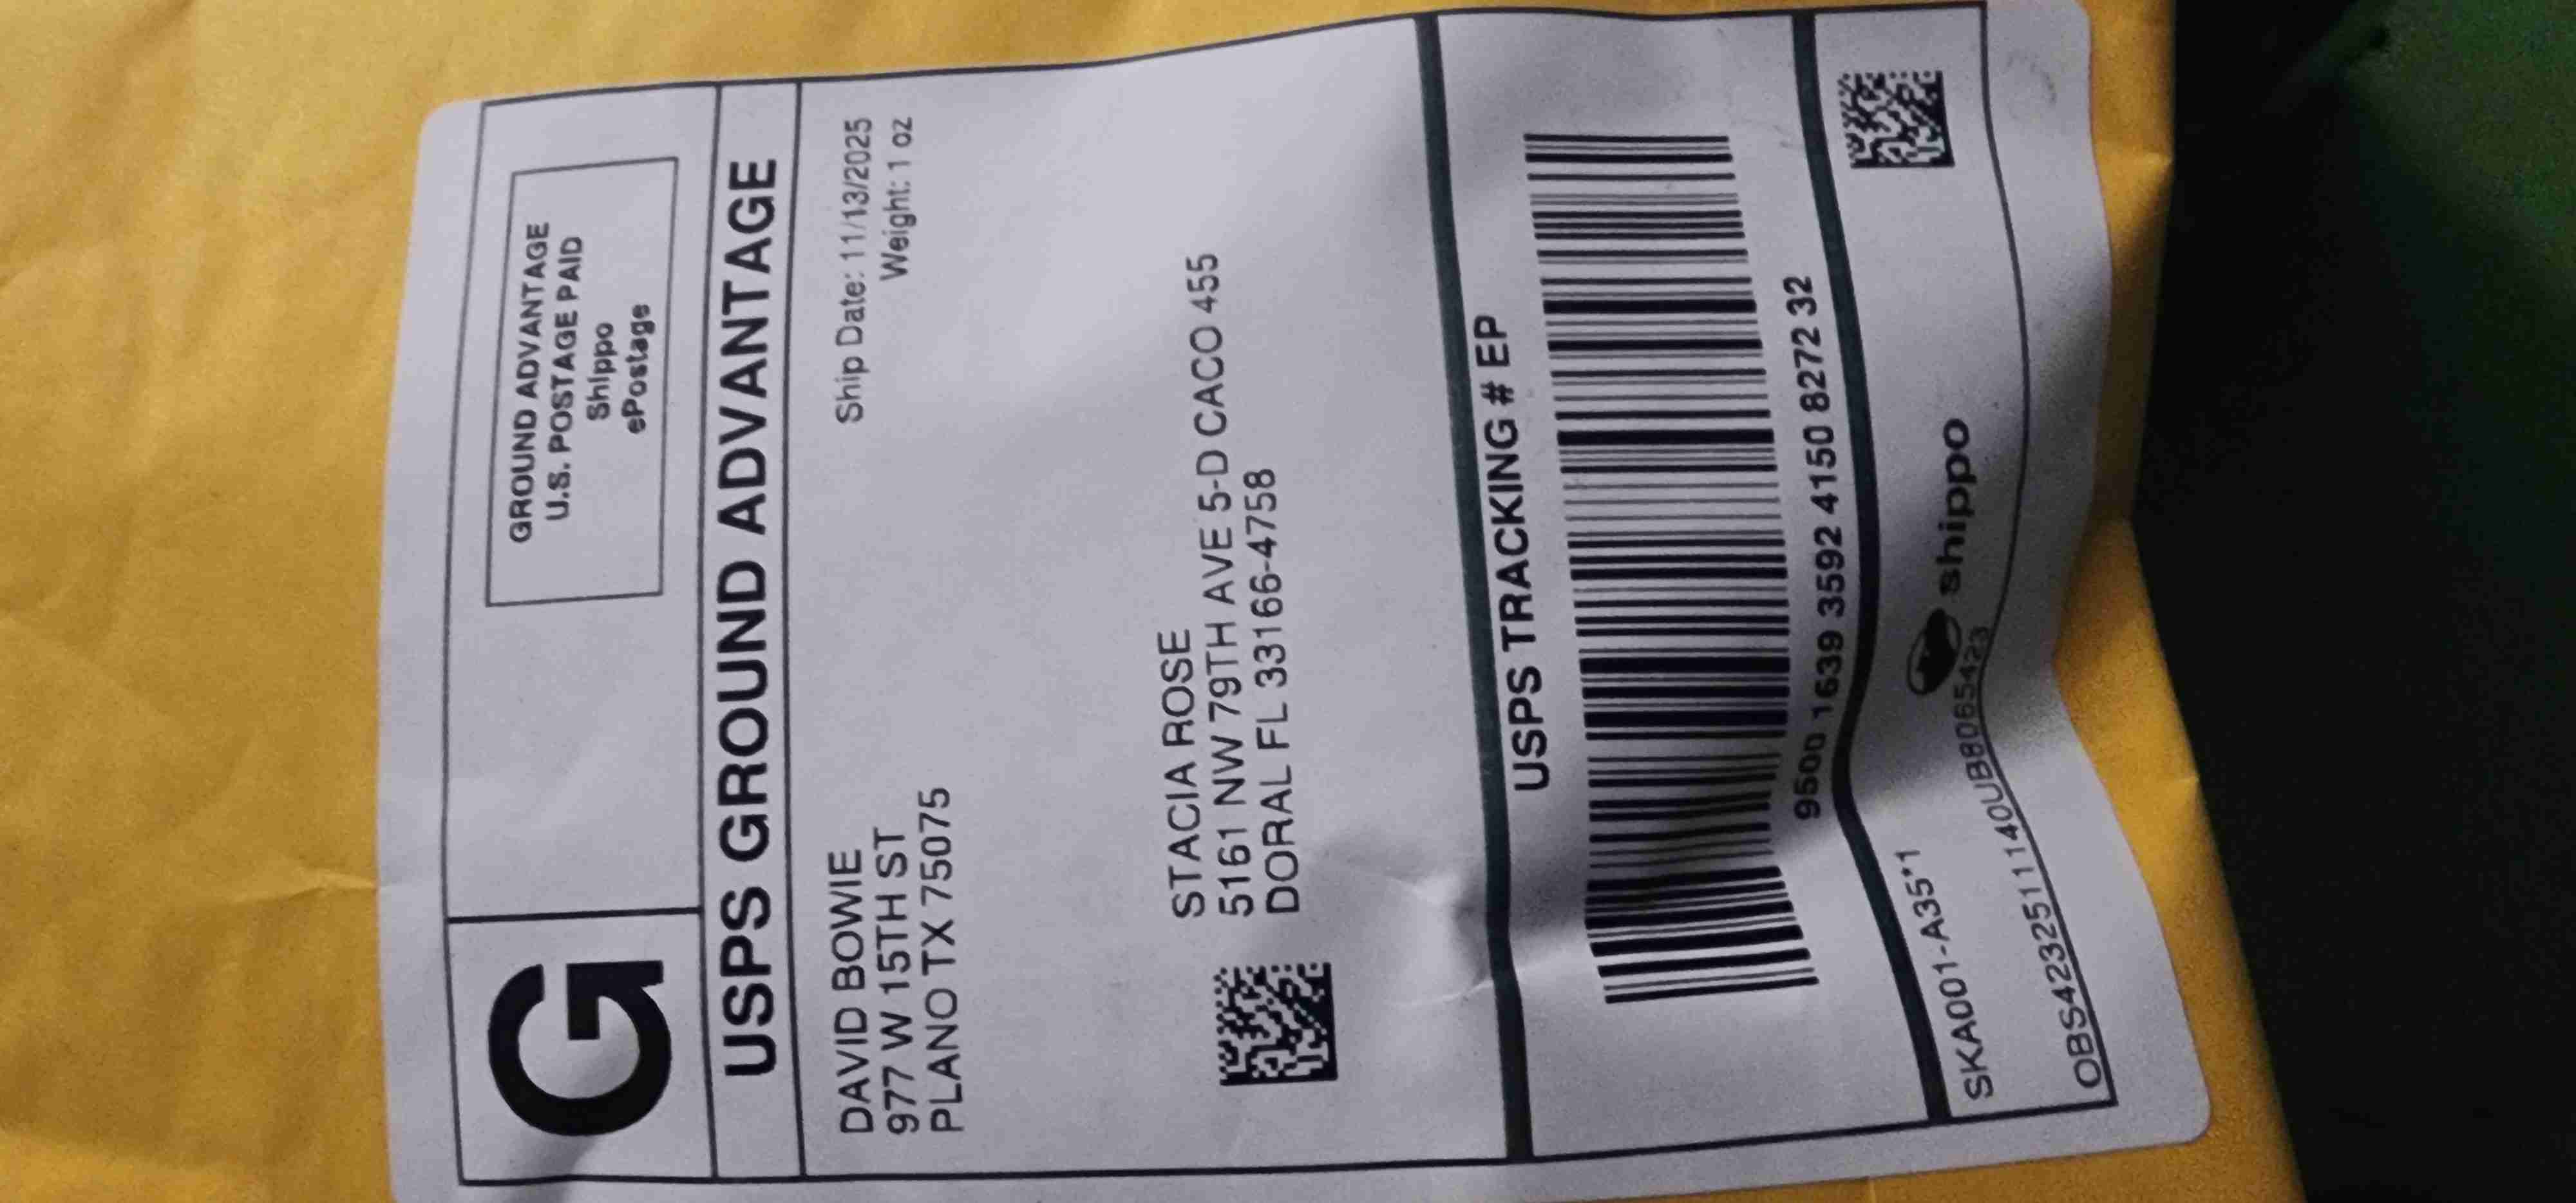 G
GROUND ADVANTAGE
U.S. POSTAGE PAID
Shippo
ePostage
USPS GROUND ADVANTAGE
DAVID BOWIE
977 W 15TH ST
PLANO TX 75075
Ship Date: 11/13/2025
Weight: 1 oz
STACIA ROSE
5161 NW 79TH AVE 5-D CACO 455
DORAL FL 33166-4758
USPS TRACKING # EP
9500 1639 3592 4150 8272 32
SKA001-A35*1
shippo
OBS4232511140UB8065423